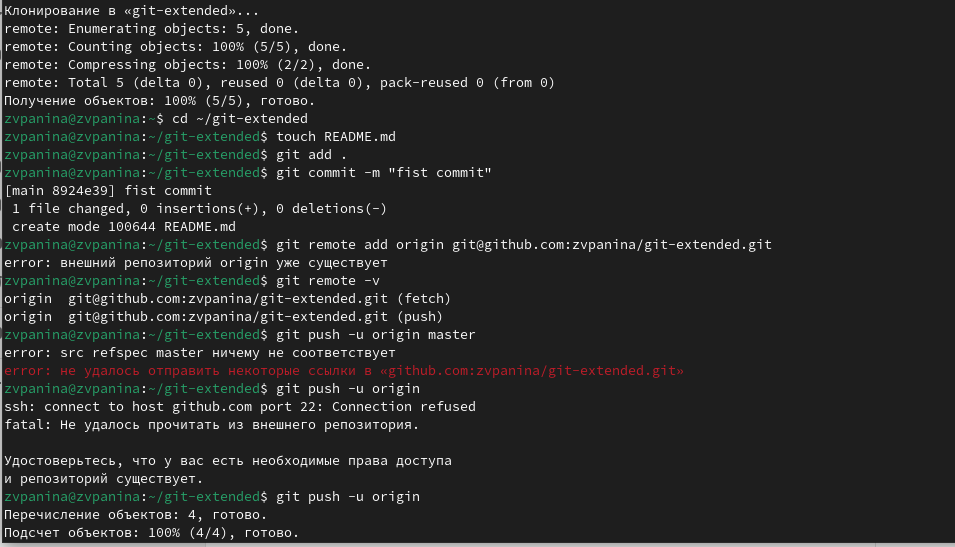 Клонирование в «git-extended»...
remote: Enumerating objects: 5, done.
remote: Counting objects: 100% (5/5), done.
remote: Compressing objects: 100% (2/2), done.
remote: Total 5 (delta 0), reused 0 (delta 0), pack-reused 0 (from 0)
Получение объектов: 100% (5/5), готово.
zvpanina@zvpanina:~$ cd ~/git-extended
zvpanina@zvpanina:~/git-extended$ touch README.md
zvpanina@zvpanina:~/git-extended$ git add .
zvpanina@zvpanina:~/git-extended$ git commit -m "fist commit"
[main 8924e39] fist commit
1 file changed, 0 insertions(+), 0 deletions(-)
create mode 100644 README.md
zvpanina@zvpanina:~/git-extended$ git remote add origin git@github.com:zvpanina/git-extended.git
error: внешний репозиторий origin уже существует
zvpanina@zvpanina:~/git-extended$ git remote -v
origin git@github.com:zvpanina/git-extended.git (fetch)
origin git@github.com:zvpanina/git-extended.git (push)
zvpanina@zvpanina:~/git-extended$ git push -u origin master
error: src refspec master ничему не соответствует
error: не удалось отправить некоторые ссылки в «github.com:zvpanina/git-extended.git»
zvpanina@zvpanina:~/git-extended$ git push -u origin
ssh: connect to host github.com port 22: Connection refused
fatal: Не удалось прочитать из внешнего репозитория.
Удостоверьтесь, что у вас есть необходимые права доступа
и репозиторий существует.
zvpanina@zvpanina:~/git-extended$ git push -u origin
Перечисление объектов: 4, готово.
Подсчет объектов: 100% (4/4), готово.